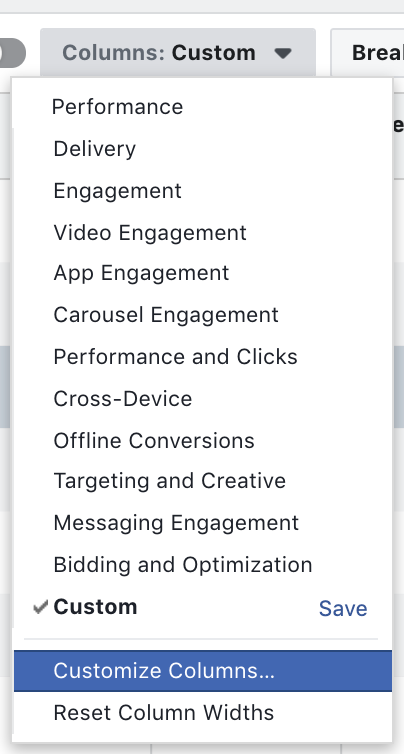 Columns: Custom
Performance
Delivery
Engagement
Video Engagement
App Engagement
Carousel Engagement
Performance and Clicks
Cross-Device
Offline Conversions
Targeting and Creative
Messaging Engagement
Bidding and Optimization
Custom Save
Customize Columns...
Reset Column Widths